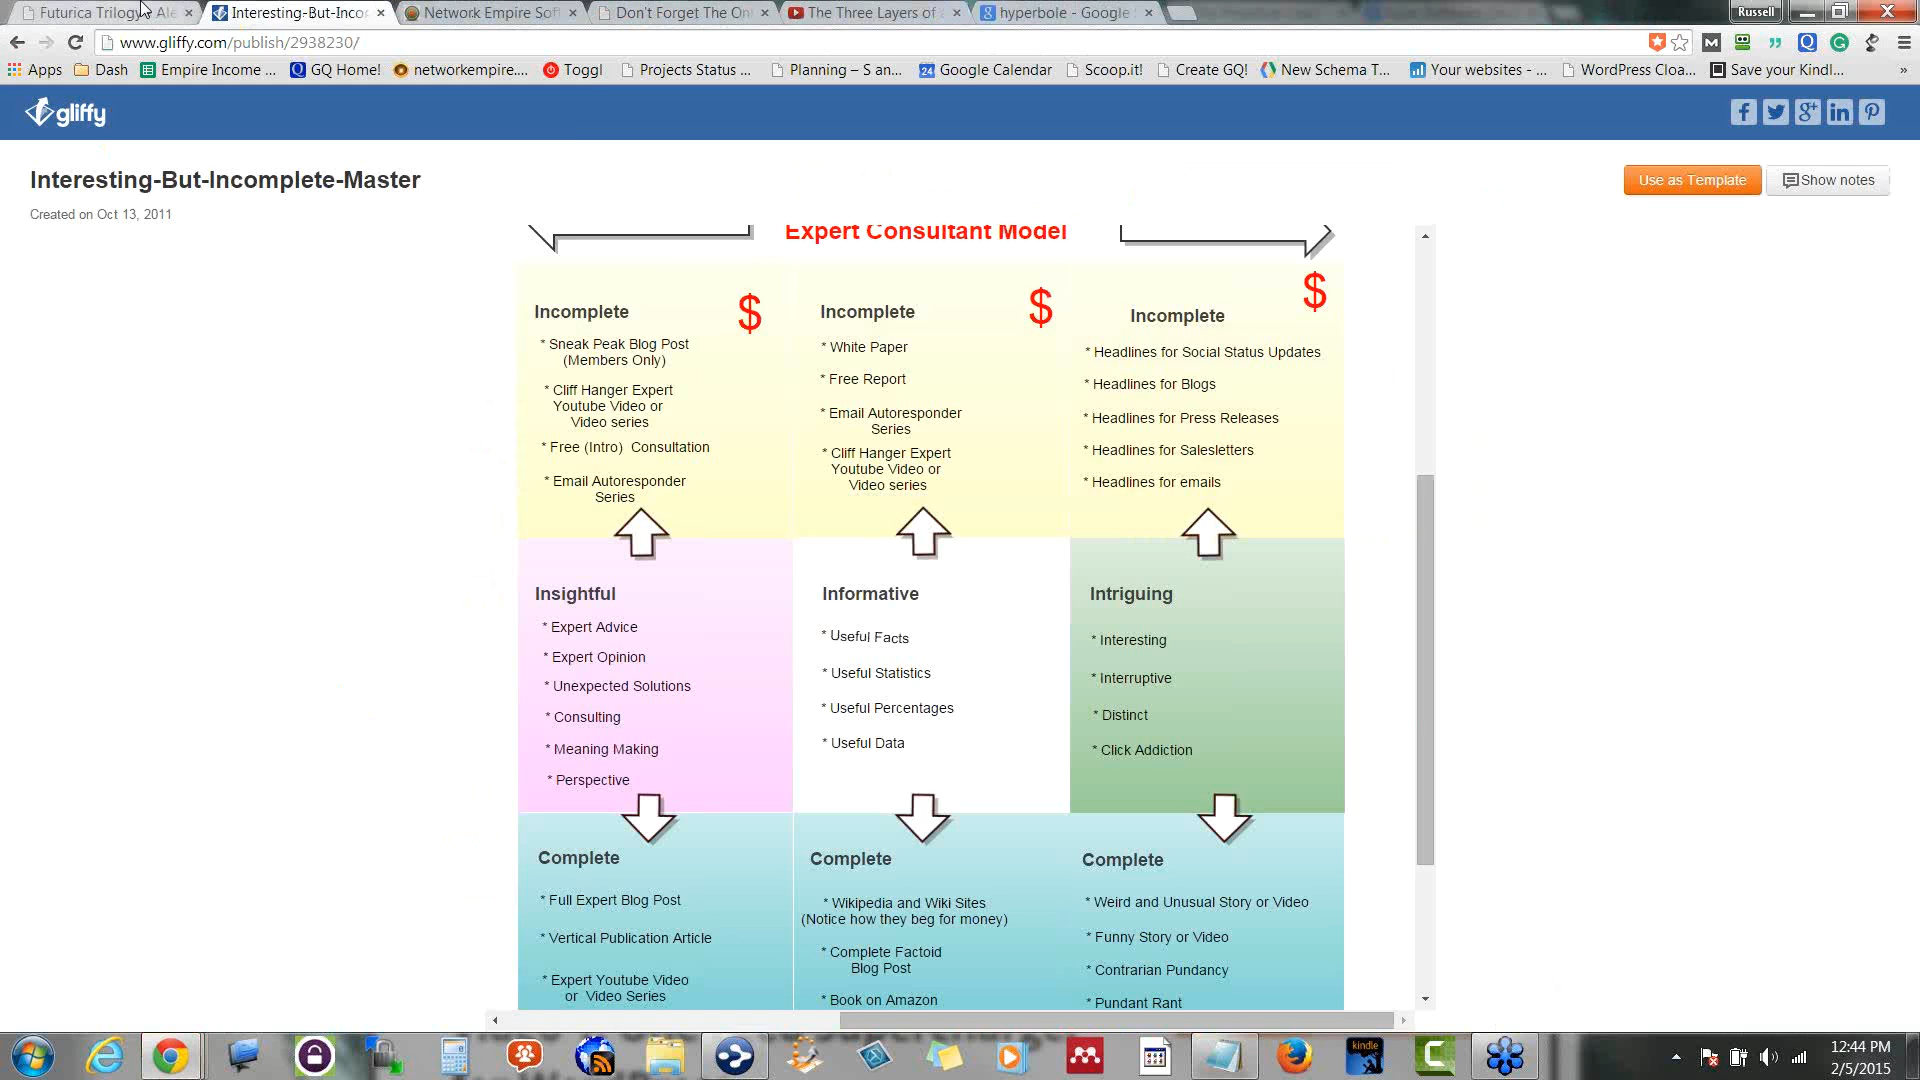 Futurica Trilogy: Ale
Interesting-But-Inco
Network Empire Sof
Don't Forget The On
The Three Layers of
hyperbole - Google
Russell
www.gliffy.com/publish/2938230/
Apps
Dash
Empire Income ...
GQ Home!
networkempire....
Toggl
Projects Status ...
Planning – S an...
Google Calendar
Scoop.it!
Create GQ!
New Schema T...
Your websites - ...
WordPress Cloa...
Save your Kindl...
gliffy
Interesting-But-Incomplete-Master
Use as Template
Show notes
Created on Oct 13, 2011
Expert Consultant Model
Incomplete
$
* Sneak Peak Blog Post
(Members Only)
* Cliff Hanger Expert
Youtube Video or
Video series
* Free (Intro) Consultation
* Email Autoresponder
Series
Incomplete
$
* White Paper
* Free Report
* Email Autoresponder
Series
* Cliff Hanger Expert
Youtube Video or
Video series
Incomplete
$
* Headlines for Social Status Updates
* Headlines for Blogs
* Headlines for Press Releases
* Headlines for Salesletters
* Headlines for emails
Insightful
* Expert Advice
* Expert Opinion
* Unexpected Solutions
* Consulting
* Meaning Making
* Perspective
Informative
* Useful Facts
* Useful Statistics
* Useful Percentages
* Useful Data
Intriguing
* Interesting
* Interruptive
* Distinct
* Click Addiction
Complete
* Full Expert Blog Post
* Vertical Publication Article
* Expert Youtube Video
or Video Series
Complete
* Wikipedia and Wiki Sites
(Notice how they beg for money)
* Complete Factoid
Blog Post
* Book on Amazon
Complete
* Weird and Unusual Story or Video
* Funny Story or Video
* Contrarian Pundancy
* Pundant Rant
kindle
12:44 PM
2/5/2015